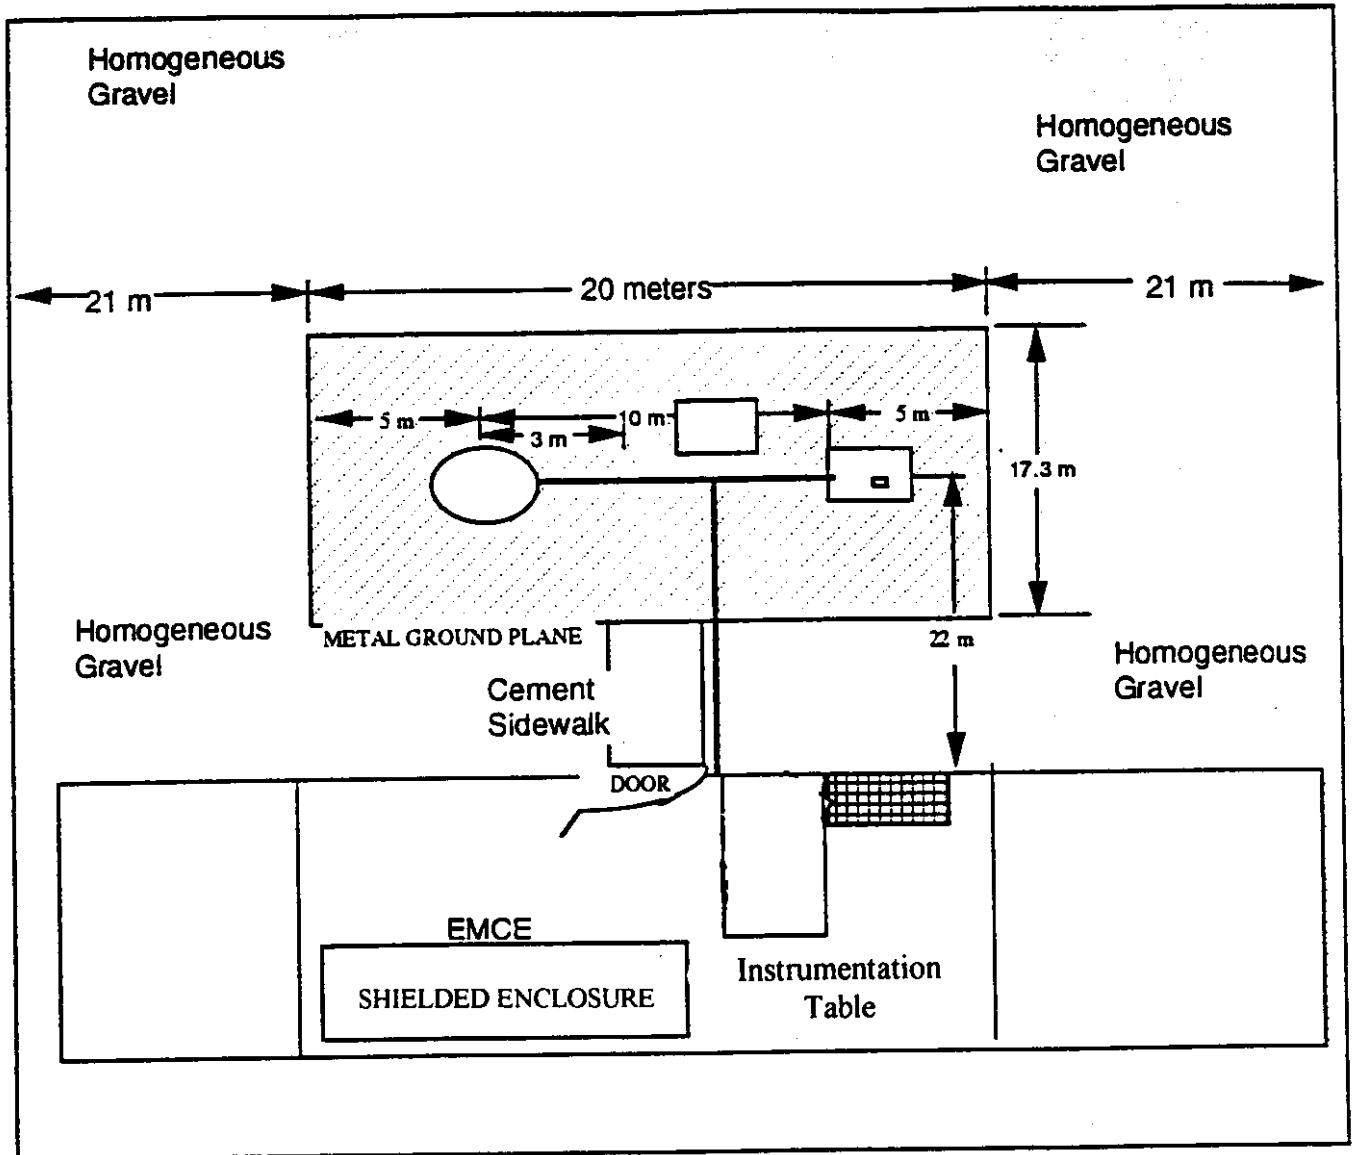 Homogeneous
Gravel
Homogeneous
Gravel
21 m
20 meters
21 m
5 m
10 m
5 m
3 m
17.3 m
Homogeneous
Gravel
METAL GROUND PLANE
22 m
Homogeneous
Gravel
Cement
Sidewalk
DOOR
EMCE
SHIELDED ENCLOSURE
Instrumentation
Table